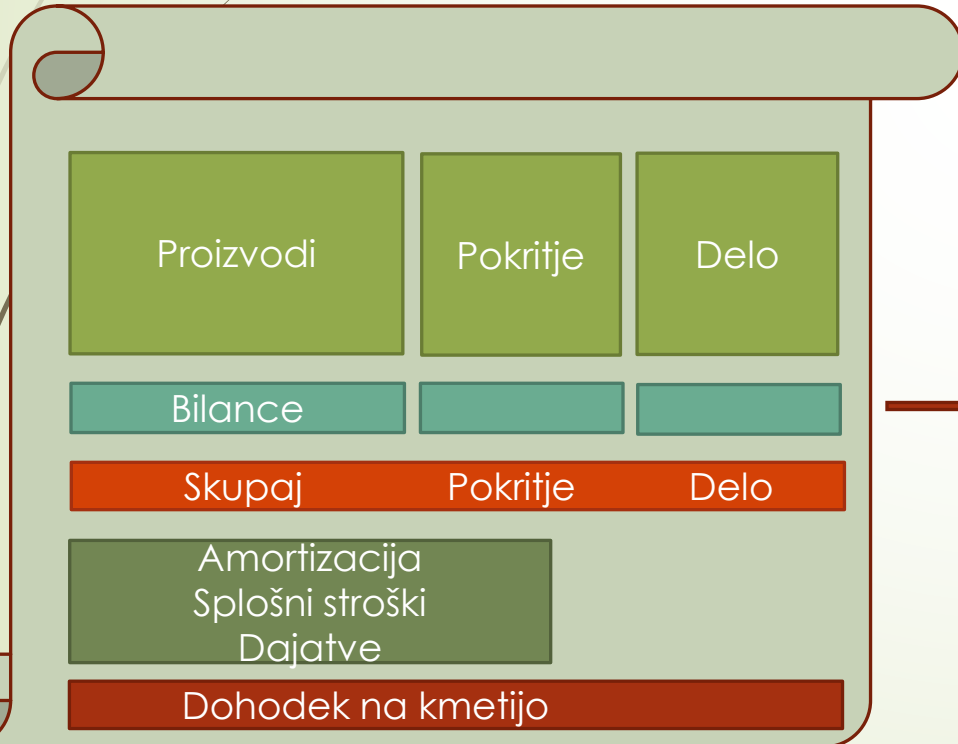 Proizvodi Pokritje Delo
Bilance
Skupaj Pokritje Delo
Amortizacija
Splošni stroški
Dajatve
Dohodek na kmetijo